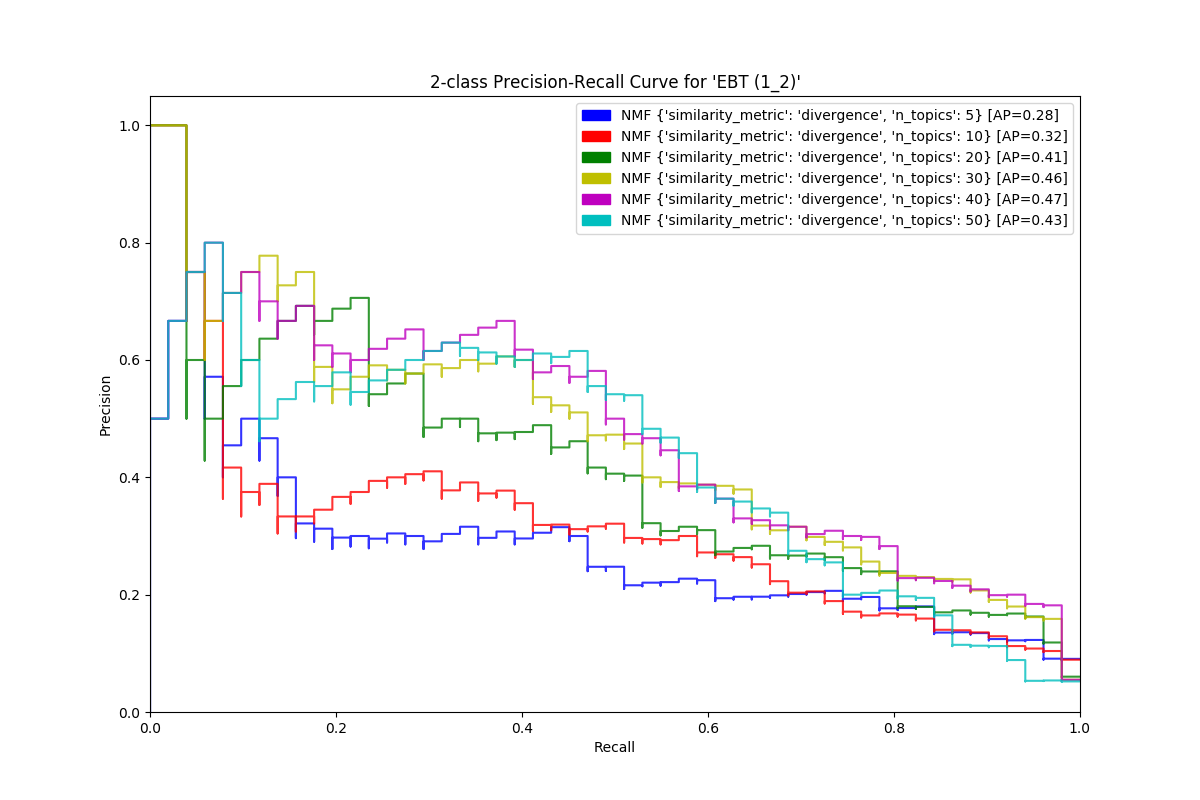 2-class Precision-Recall Curve for 'EBT (1_2)'
NMF {'similarity_metric': 'divergence', 'n_topics': 5} [AP=0.28]
NMF {'similarity_metric': 'divergence', 'n_topics': 10} [AP=0.32]
NMF {'similarity_metric': 'divergence', 'n_topics': 20} [AP=0.41]
NMF {'similarity_metric': 'divergence', 'n_topics': 30} [AP=0.46]
NMF {'similarity_metric': 'divergence', 'n_topics': 40} [AP=0.47]
NMF {'similarity_metric': 'divergence', 'n_topics': 50} [AP=0.43]
Precision
1.0
0.8
0.6
0.4
0.2
0.0
0.0 0.2 0.4 0.6 0.8 1.0
Recall